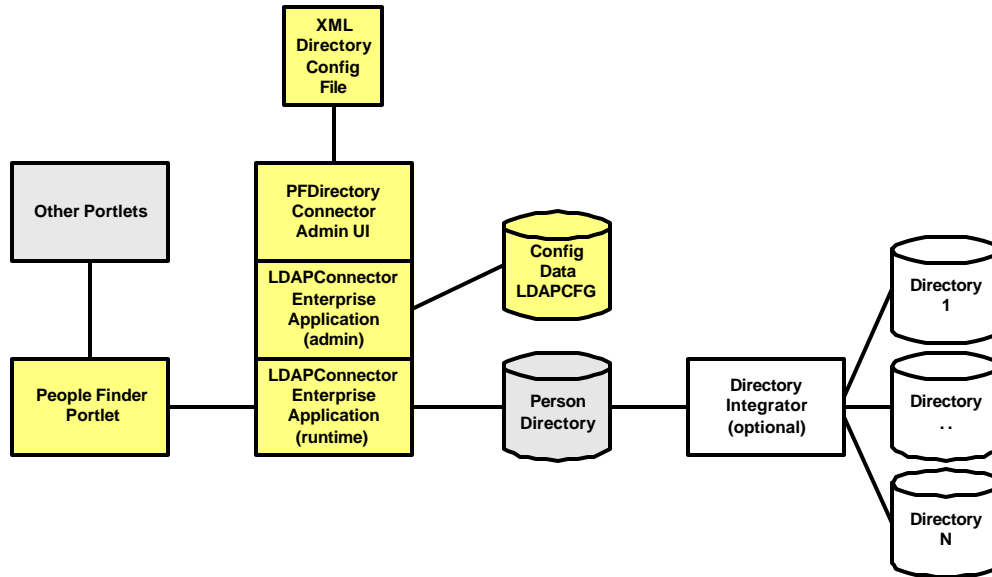 XML
Directory
Config
File
Other Portlets
PFDirectory
Connector
Admin UI
LDAPConnector
Enterprise
Application
(admin)
Config
Data
LDAPCFG
Directory
1
People Finder
Portlet
LDAPConnector
Enterprise
Application
(runtime)
Person
Directory
Directory
Integrator
(optional)
Directory
. .
Directory
N